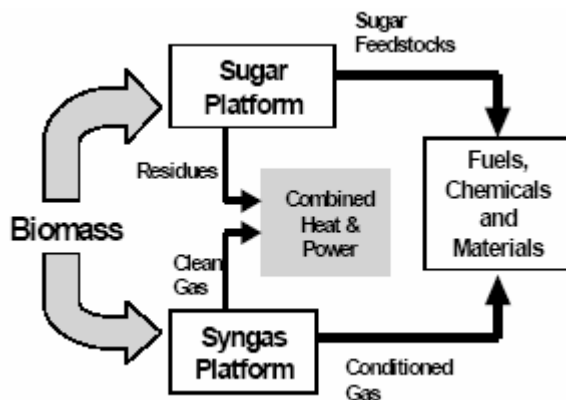 Sugar
Feedstocks
Sugar
Platform
Residues
Combined
Heat &
Power
Fuels,
Chemicals
and
Materials
Biomass
Clean
Gas
Syngas
Platform
Conditioned
Gas